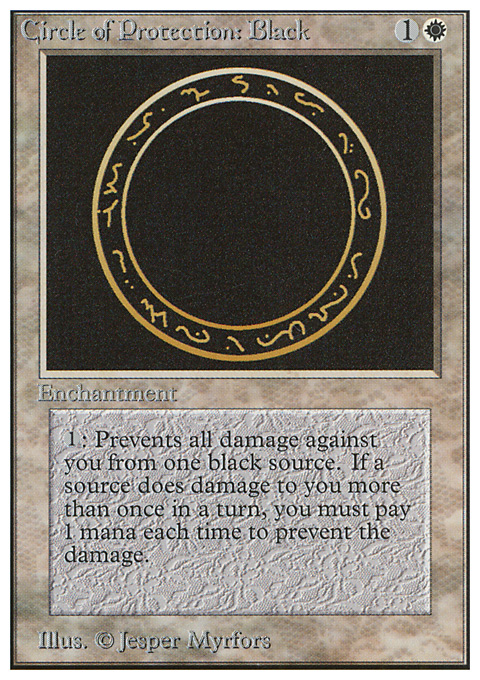 Circle of Protection: Black 1
Enchantment
1: Prevents all damage against
you from one black source. If a
source does damage to you more
than once in a turn, you must pay
1 mana each time to prevent the
damage.
Illus. © Jesper Myrfors